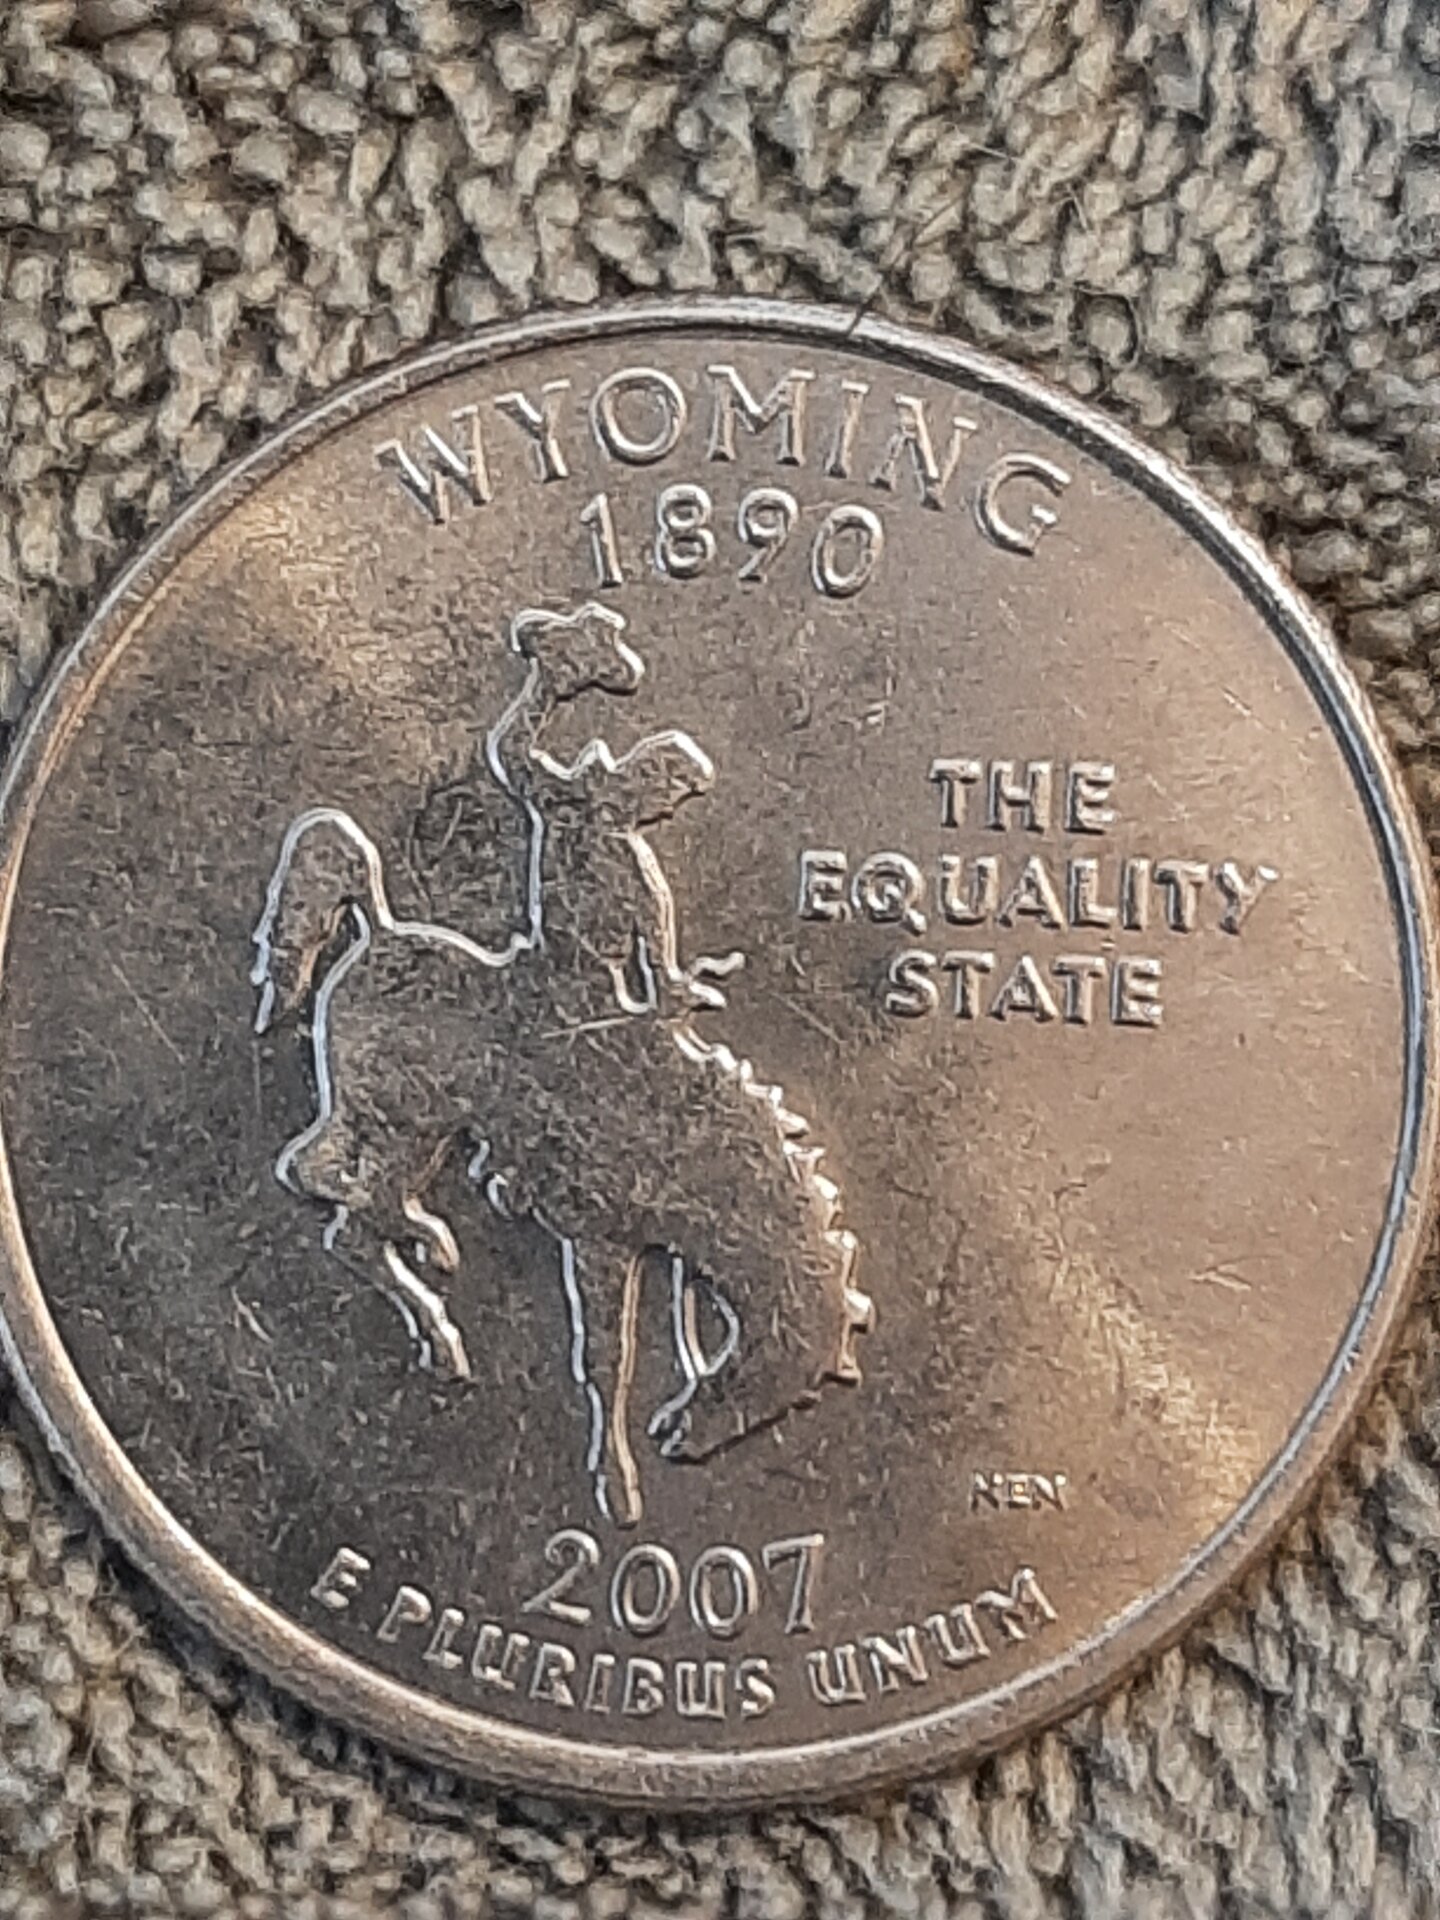 WYOMING
1890
THE
EQUALITY
STATE
NEN
2007
E PLURIBUS UNUM